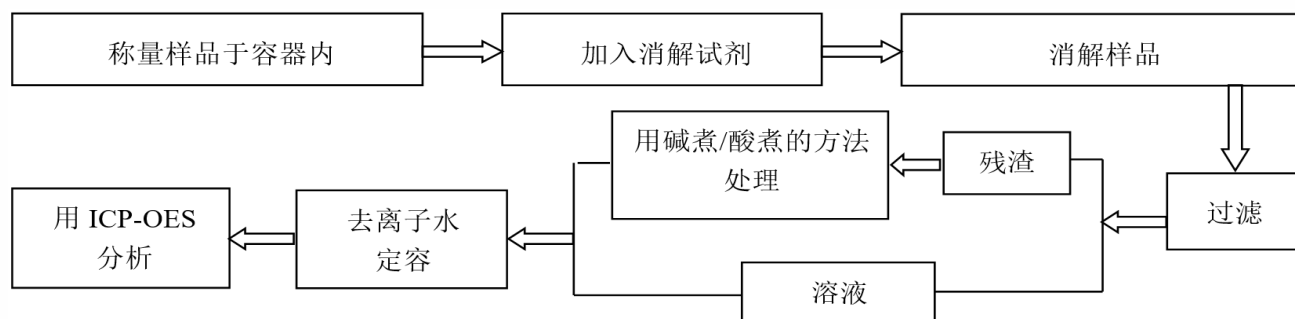 称量样品于容器内
加入消解试剂
消解样品
用碱煮/酸煮的方法
处理
残渣
过滤
用 ICP-OES
分析
去离子水
定容
溶液